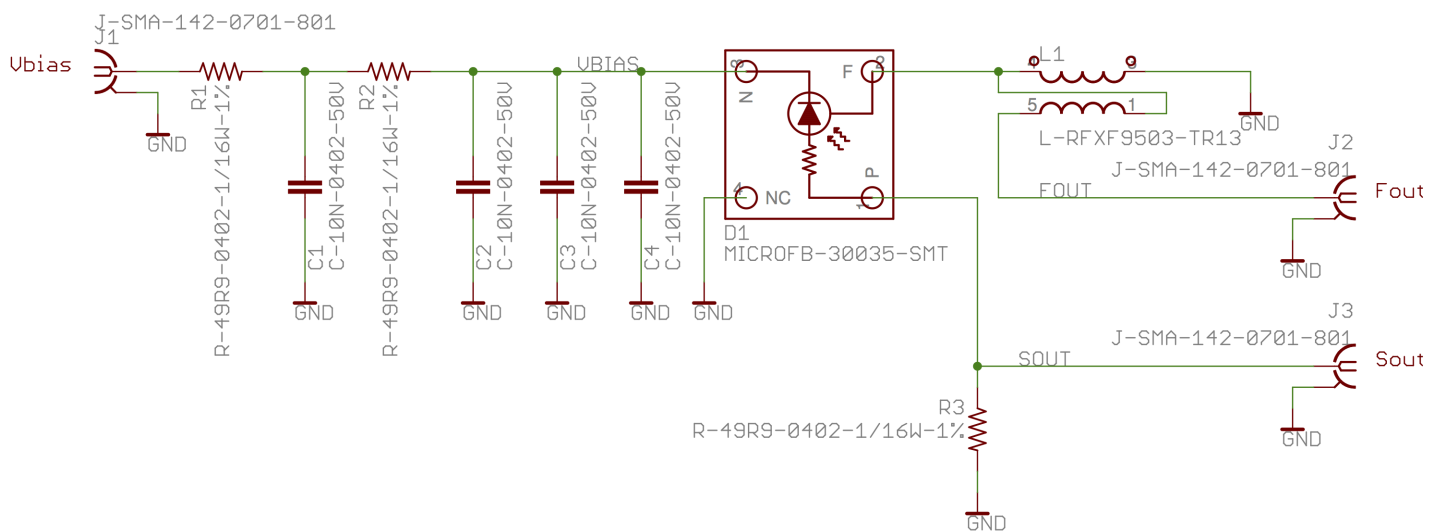 J-SMA-142-0701-801
J1
Vbias
GND
R1
R-49R9-0402-1/16W-1%
C1
C-10N-0402-50V
GND
R2
R-49R9-0402-1/16W-1%
VBIAS
C2
C-10N-0402-50V
GND
C3
C-10N-0402-50V
GND
C4
C-10N-0402-50V
GND
3
N
F
2
4
NC
P
1
GND
D1
MICROFB-30035-SMT
L1
4
3
5
1
L-RFXF9503-TR13
GND
J2
J-SMA-142-0701-801
FOUT
Fout
GND
J3
J-SMA-142-0701-801
SOUT
Sout
GND
R3
R-49R9-0402-1/16W-1%
GND